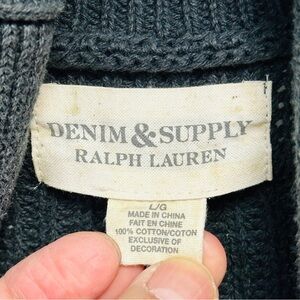 DENIM & SUPPLY
RALPH LAUREN
L/G
MADE IN CHINA
FAIT EN CHINE
100% COTTON/COTON
EXCLUSIVE OF
DECORATION